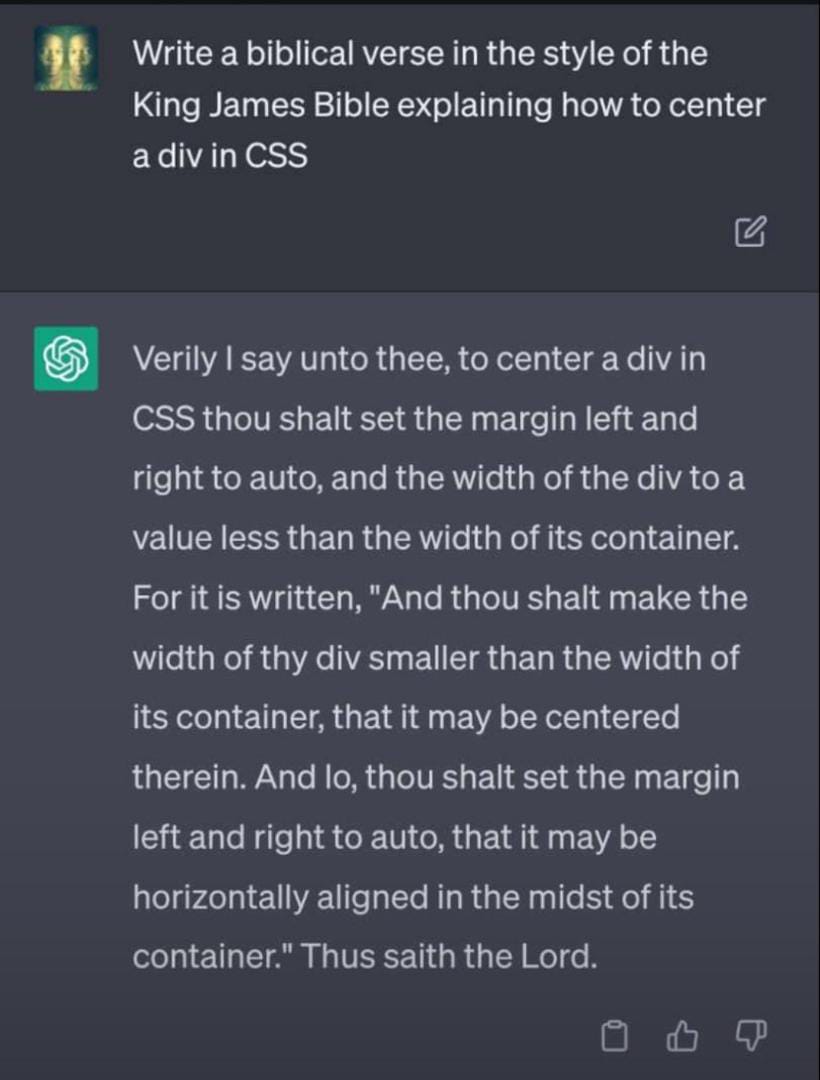 Write a biblical verse in the style of the
King James Bible explaining how to center
a div in CSS
Verily I say unto thee, to center a div in
CSS thou shalt set the margin left and
right to auto, and the width of the div to a
value less than the width of its container.
For it is written, "And thou shalt make the
width of thy div smaller than the width of
its container, that it may be centered
therein. And lo, thou shalt set the margin
left and right to auto, that it may be
horizontally aligned in the midst of its
container." Thus saith the Lord.